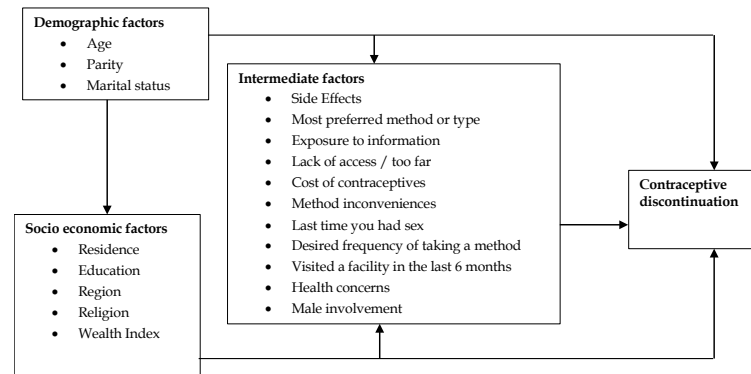 Demographic factors
• Age
• Parity
• Marital status
Intermediate factors
• Side Effects
• Most preferred method or type
• Exposure to information
• Lack of access / too far
• Cost of contraceptives
• Method inconveniences
• Last time you had sex
• Desired frequency of taking a method
• Visited a facility in the last 6 months
• Health concerns
• Male involvement
Contraceptive
discontinuation
Socio economic factors
• Residence
• Education
• Region
• Religion
• Wealth Index